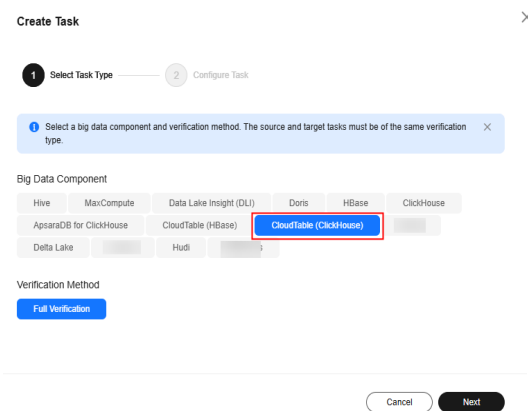 Create Task
1 Select Task Type 2 Configure Task
Select a big data component and verification method. The source and target tasks must be of the same verification
type.
Big Data Component
Hive MaxCompute Data Lake Insight (DLI) Doris HBase ClickHouse
ApsaraDB for ClickHouse CloudTable (HBase) CloudTable (ClickHouse)
Delta Lake Hudi
Verification Method
Full Verification
Cancel Next